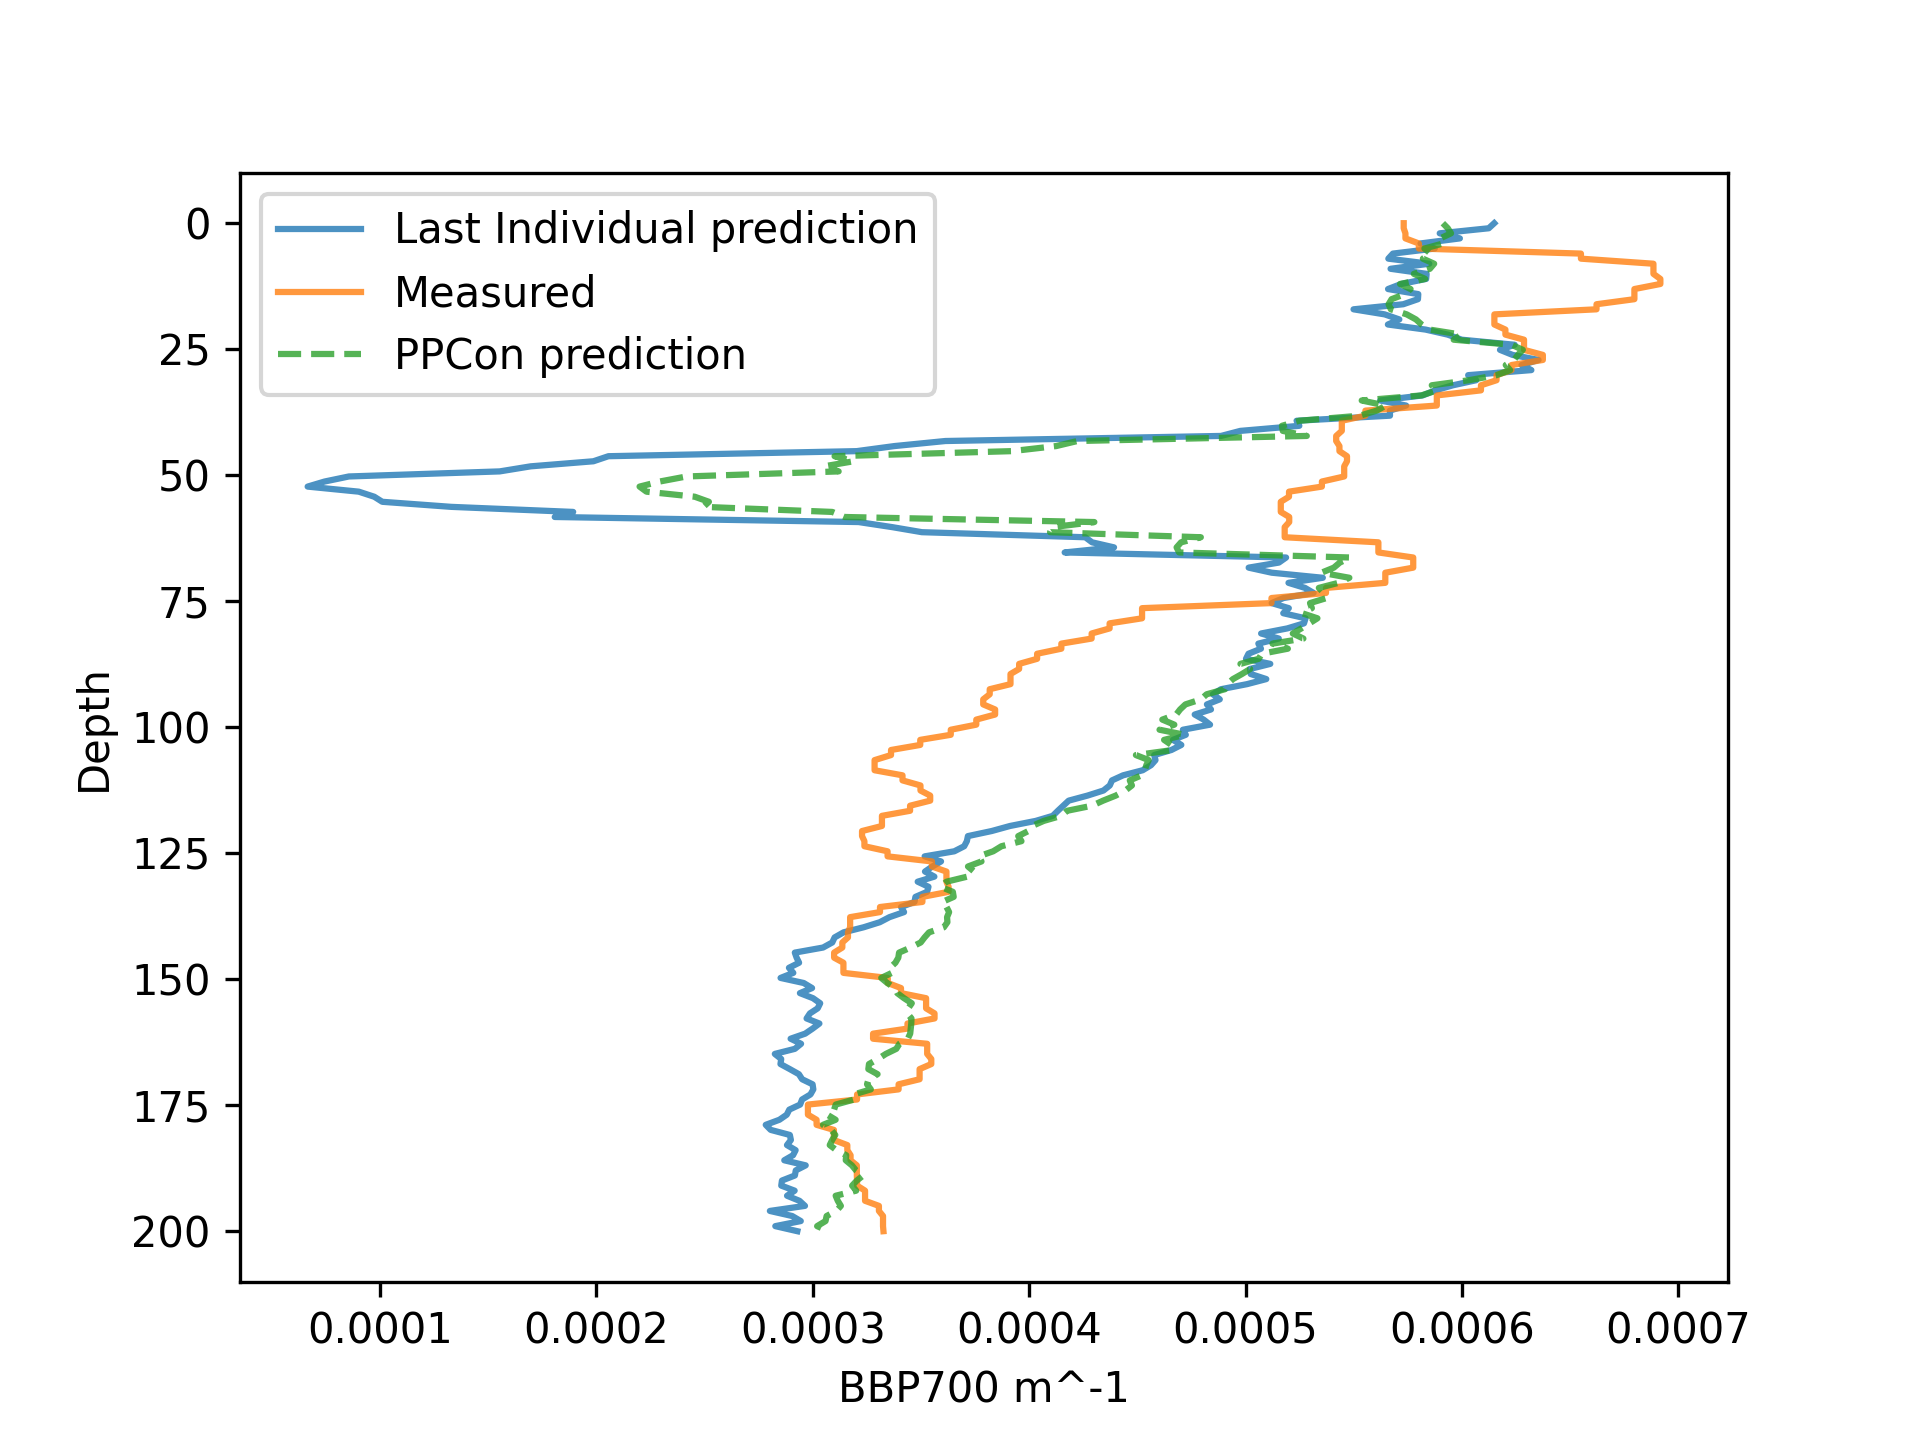 Last Individual prediction
Measured
PPCon prediction
0
25
50
75
100
125
150
175
200
Depth
0.0001 0.0002 0.0003 0.0004 0.0005 0.0006 0.0007
BBP700 m^-1